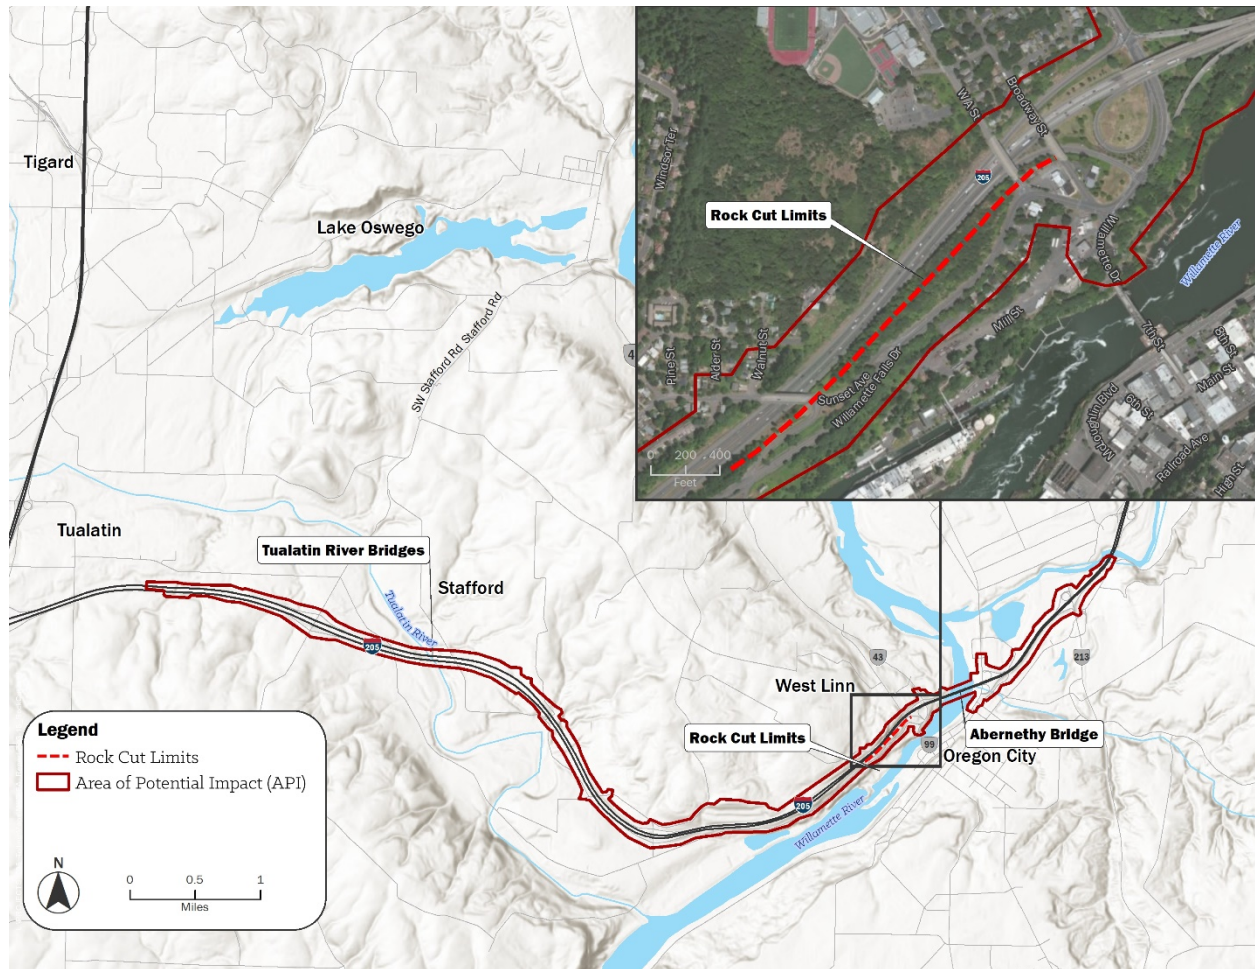 Tigard
Lake Oswego
SW Stafford Rd
Stafford Rd
4
Tualatin
Tualatin River Bridges
Stafford
Tualatin River
205
West Linn
43
213
Rock Cut Limits
99
Abernethy Bridge
Oregon City
205
Willamette River
Windsor Ter
W A St
Broadway St
205
Rock Cut Limits
Willamette Dr
Willamette River
Pine St
Alder St
Walnut St
Sunset Ave
Willamette Falls Dr
Mill St
7th St
8th St
Main St
6th St
McLoughlin Blvd
Railroad Ave
High St
0 200 400
Feet
Legend
Rock Cut Limits
Area of Potential Impact (API)
N
0 0.5 1
Miles